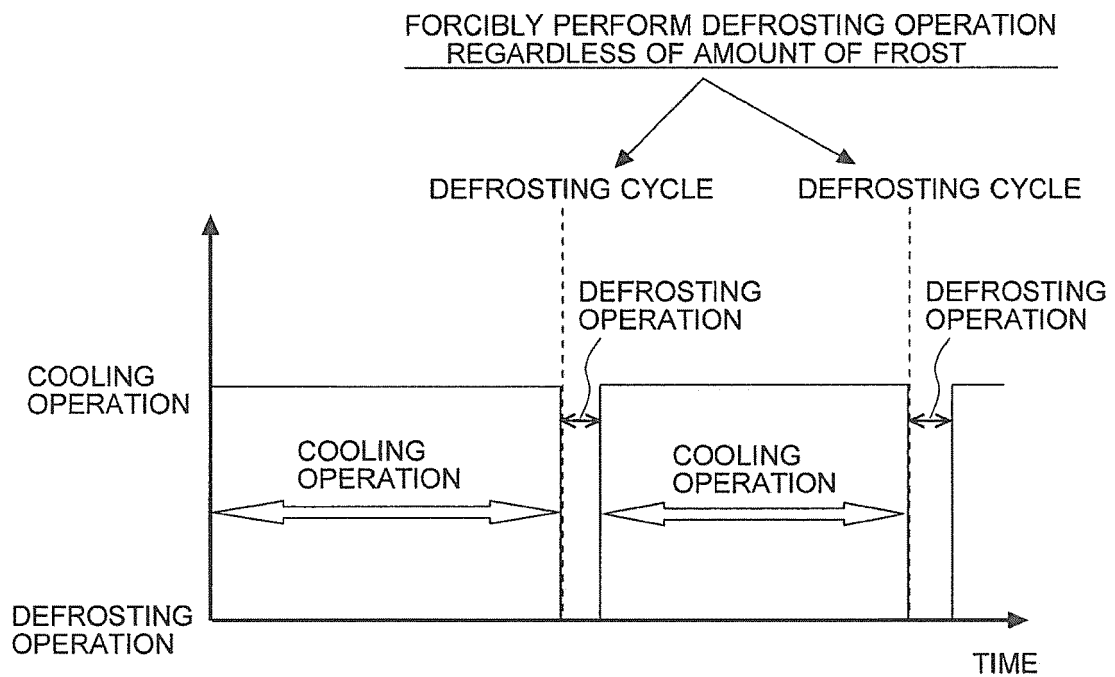 FORCIBLY PERFORM DEFROSTING OPERATION
REGARDLESS OF AMOUNT OF FROST
DEFROSTING CYCLE
DEFROSTING CYCLE
DEFROSTING
OPERATION
DEFROSTING
OPERATION
COOLING
OPERATION
COOLING
OPERATION
COOLING
OPERATION
DEFROSTING
OPERATION
TIME